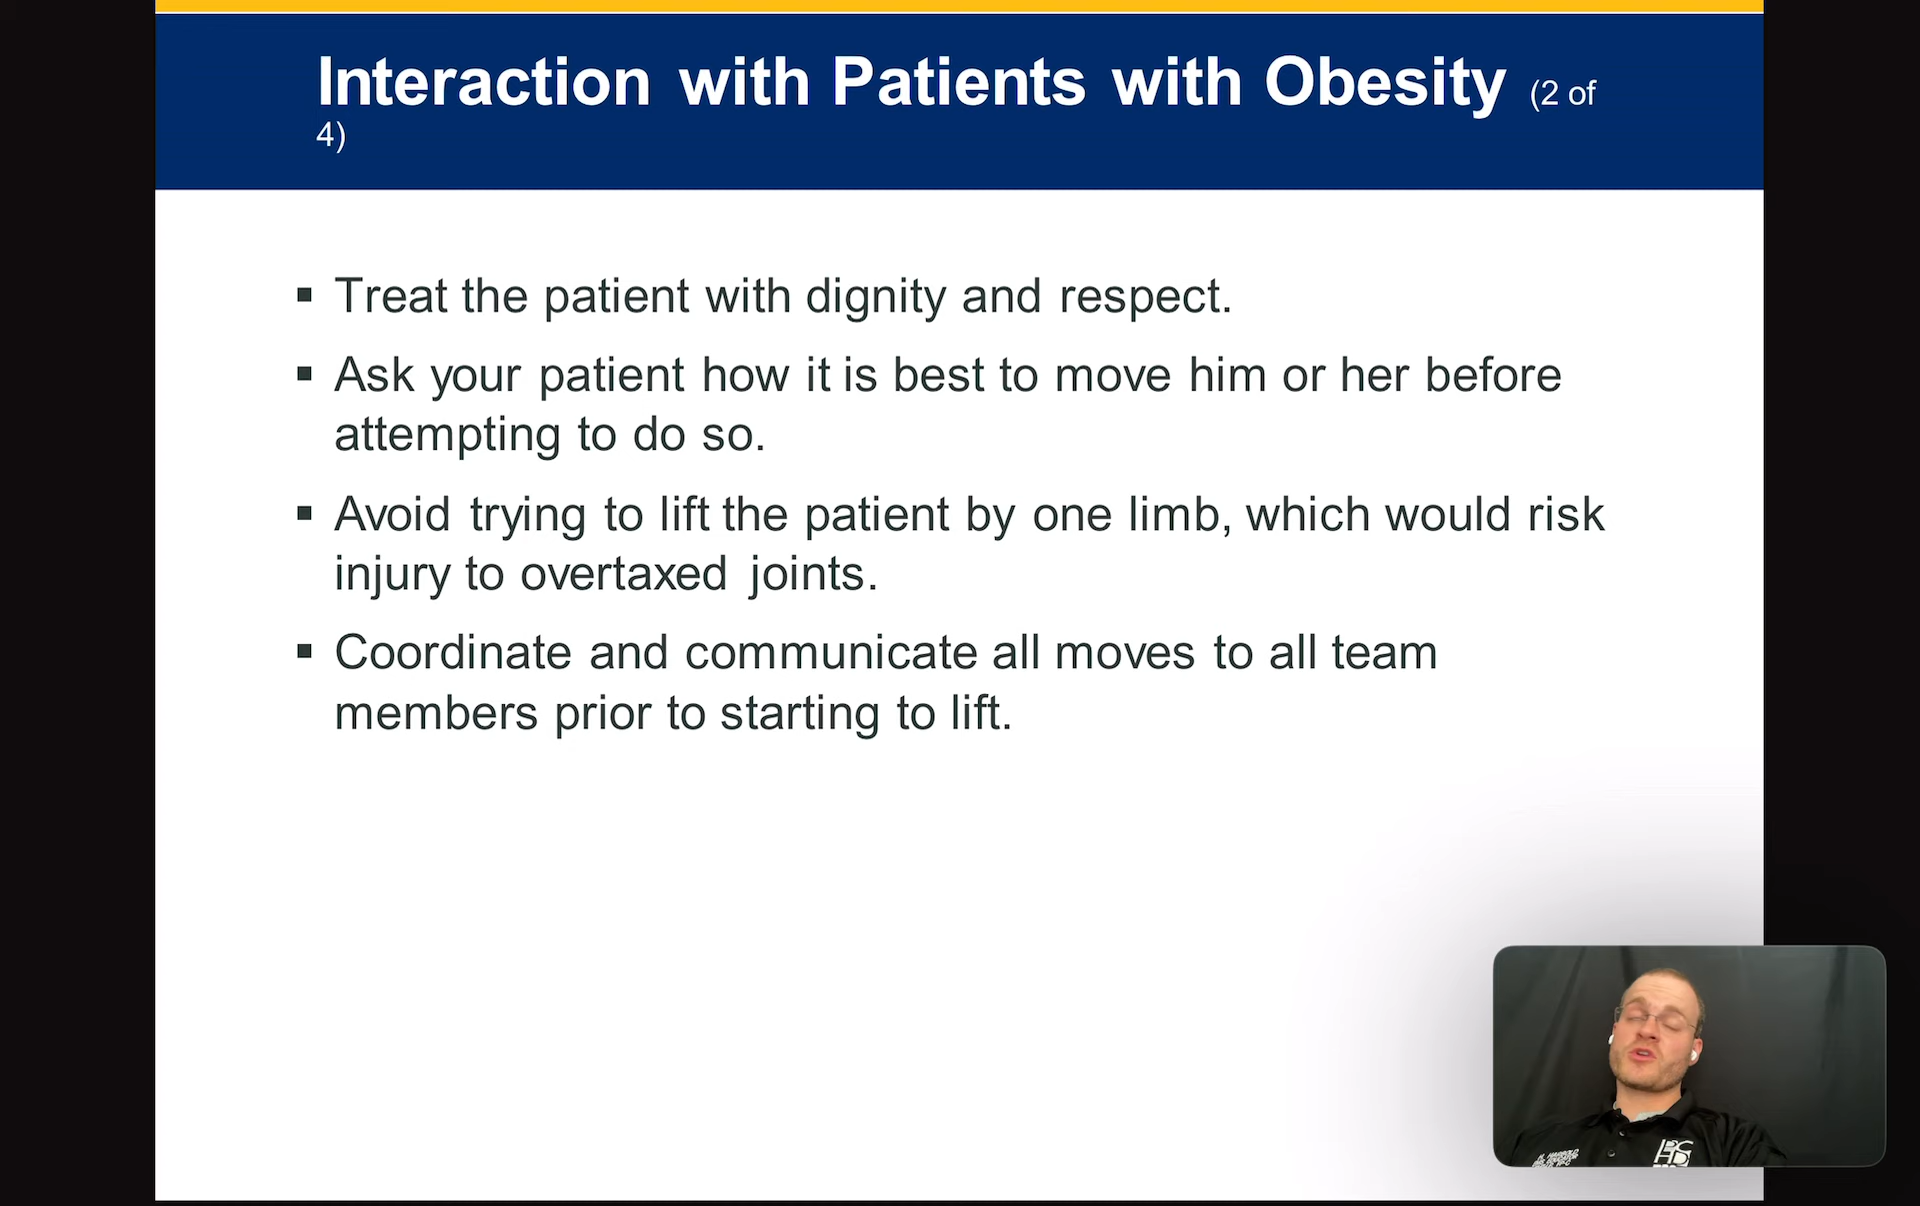 Interaction with Patients with Obesity (2 of
4)
▪ Treat the patient with dignity and respect.
▪ Ask your patient how it is best to move him or her before
attempting to do so.
▪ Avoid trying to lift the patient by one limb, which would risk
injury to overtaxed joints.
▪ Coordinate and communicate all moves to all team
members prior to starting to lift.